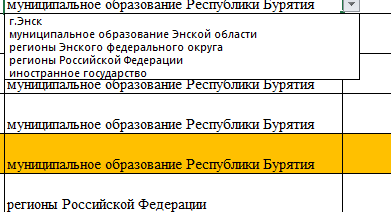 муниципальное образование Республики Бурятия
г.Энск
муниципальное образование Энской области
регионы Энского федерального округа
регионы Российской Федерации
иностранное государство
муниципальное образование Республики Бурятия
муниципальное образование Республики Бурятия
муниципальное образование Республики Бурятия
регионы Российской Федерации